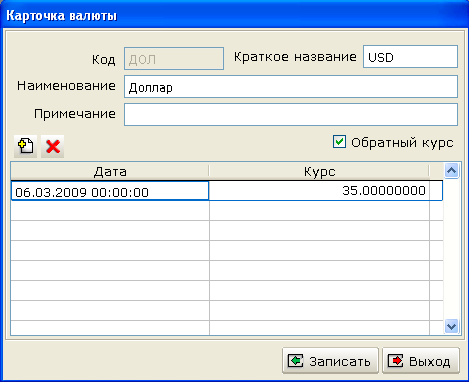 Карточка валюты
Код ДОЛ Краткое название USD
Наименование Доллар
Примечание
Обратный курс
Дата Курс
06.03.2009 00:00:00 35.00000000
Записать Выход